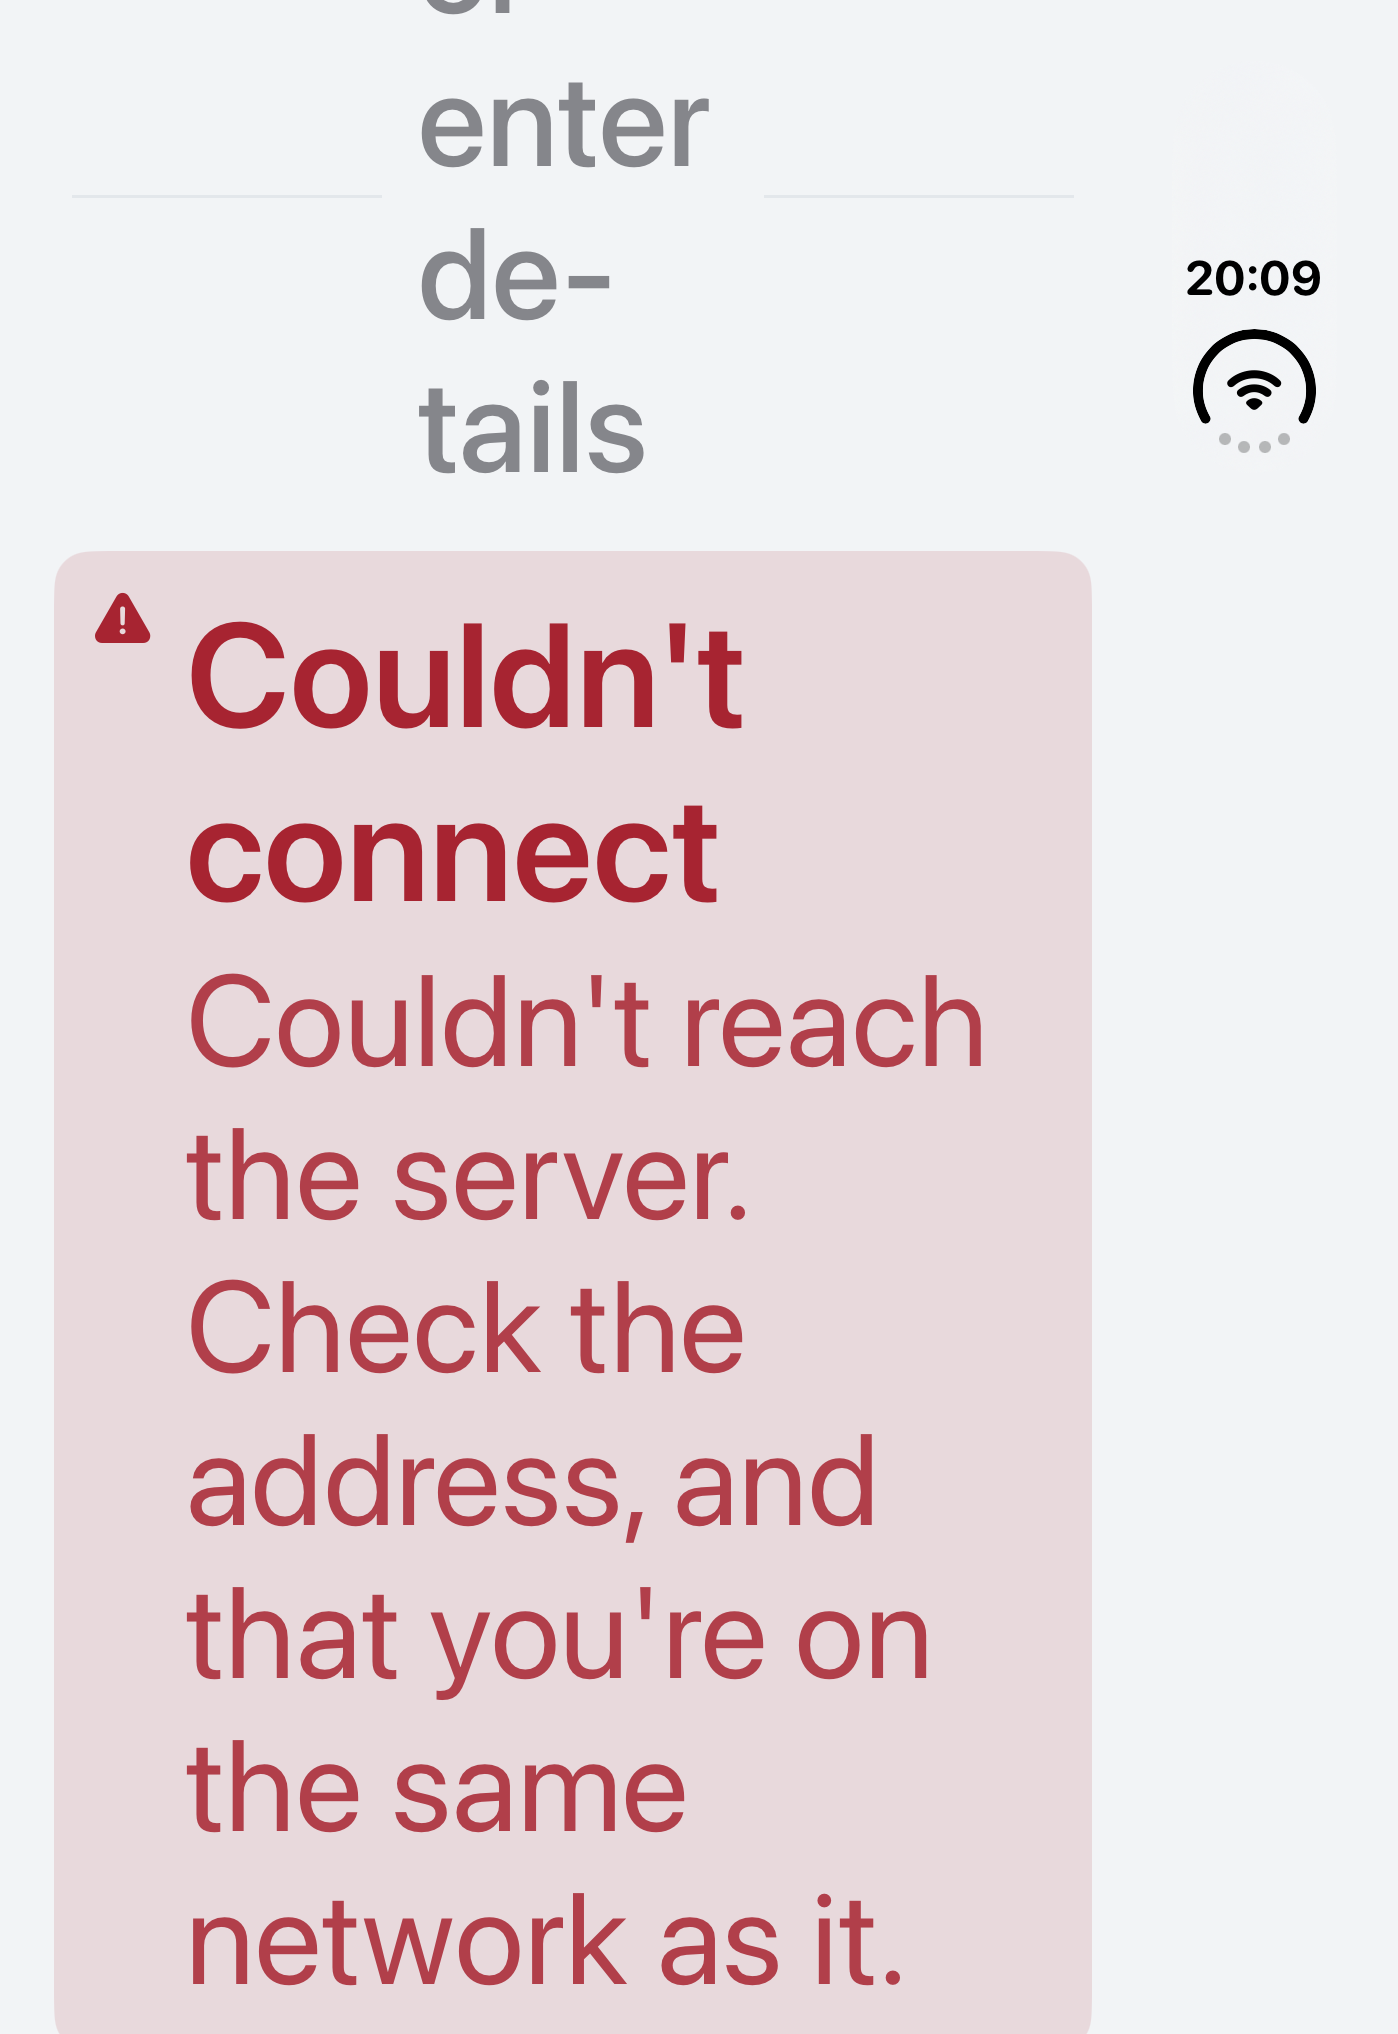 or
enter
de-
tails
20:09
Couldn't
connect
Couldn't reach
the server.
Check the
address, and
that you're on
the same
network as it.